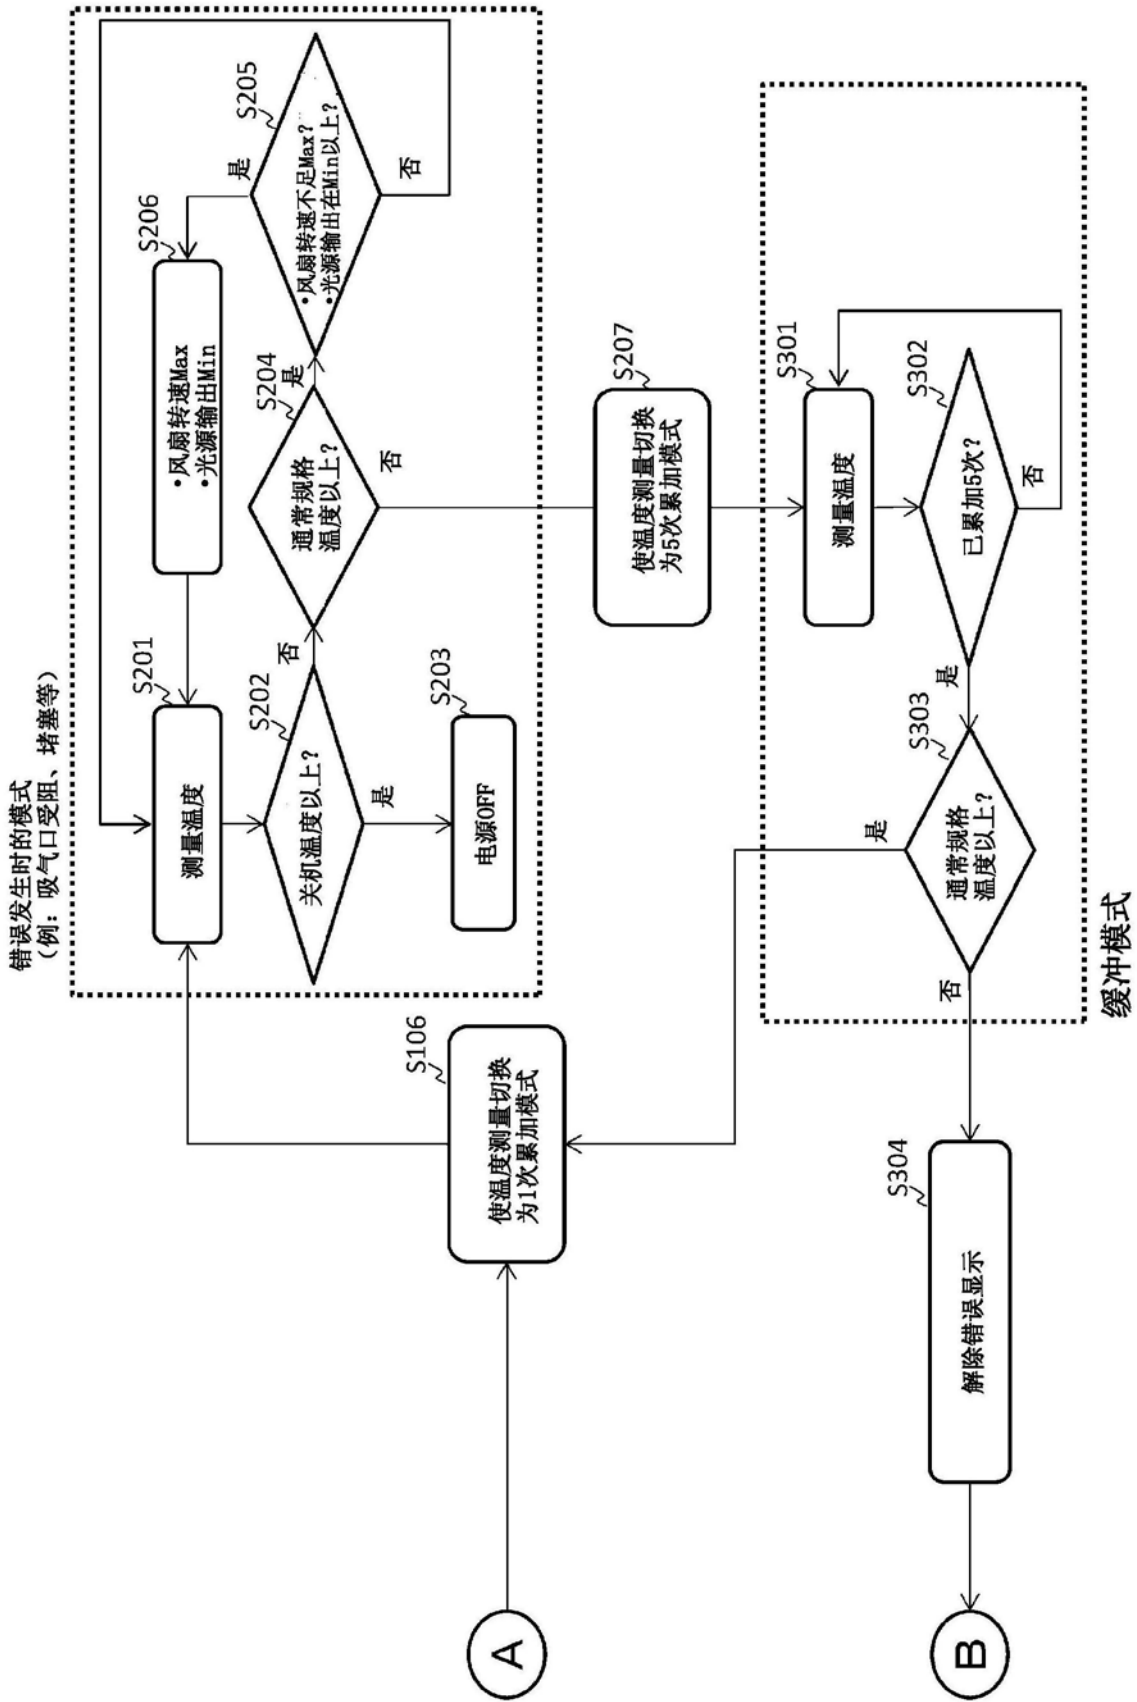 错误发生时的模式
（例：吸气口受阻、堵塞等）
A
S106
使温度测量切换
为1次累加模式
S201
测量温度
S202
关机温度以上？
是
否
S203
电源OFF
S204
通常规格
温度以上？
是
否
S205
•风扇转速不足Max？
•光源输出在Min以上？
是
否
S206
•风扇转速Max
•光源输出Min
S207
使温度测量切换
为5次累加模式
S301
测量温度
S302
已累加5次？
是
否
S303
通常规格
温度以上？
是
否
S304
解除错误显示
B
缓冲模式